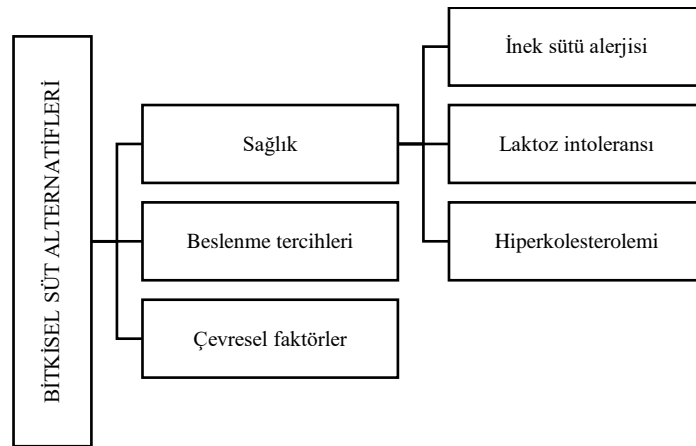 BİTKİSEL SÜT ALTERNATİFLERİ
Sağlık
Beslenme tercihleri
Çevresel faktörler
İnek sütü alerjisi
Laktoz intoleransı
Hiperkolesterolemi